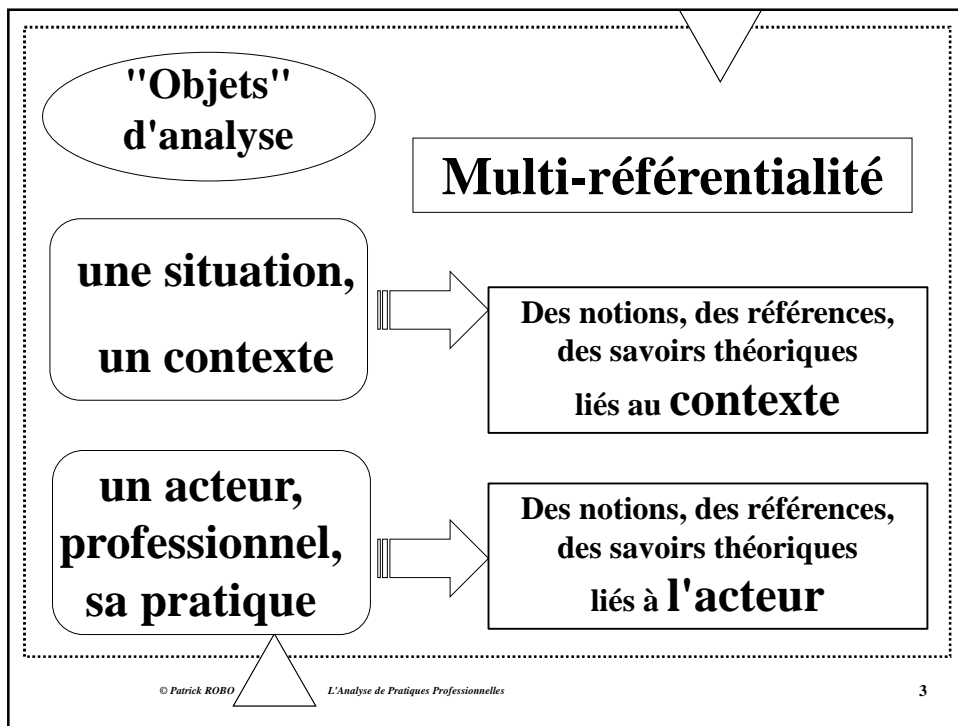 "Objets"
d'analyse
Multi-référentialité
une situation,
un contexte
Des notions, des références,
des savoirs théoriques
liés au contexte
un acteur,
professionnel,
sa pratique
Des notions, des références,
des savoirs théoriques
liés à l'acteur
© Patrick ROBO
L'Analyse de Pratiques Professionnelles
3